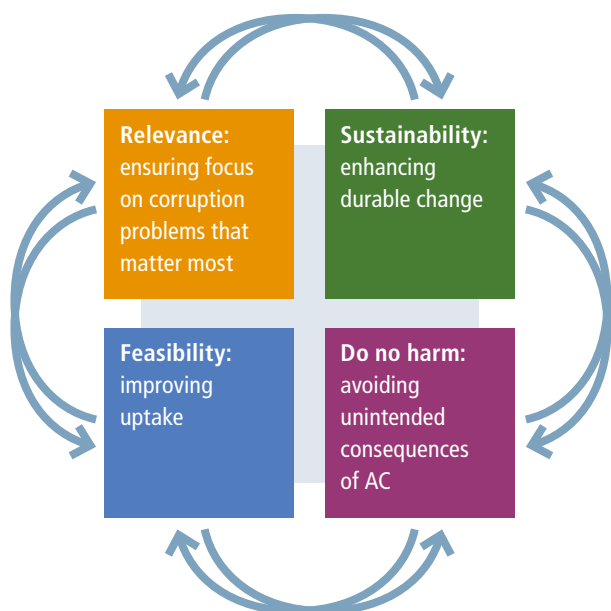 Relevance:
ensuring focus
on corruption
problems that
matter most
Sustainability:
enhancing
durable change
Feasibility:
improving
uptake
Do no harm:
avoiding
unintended
consequences
of AC